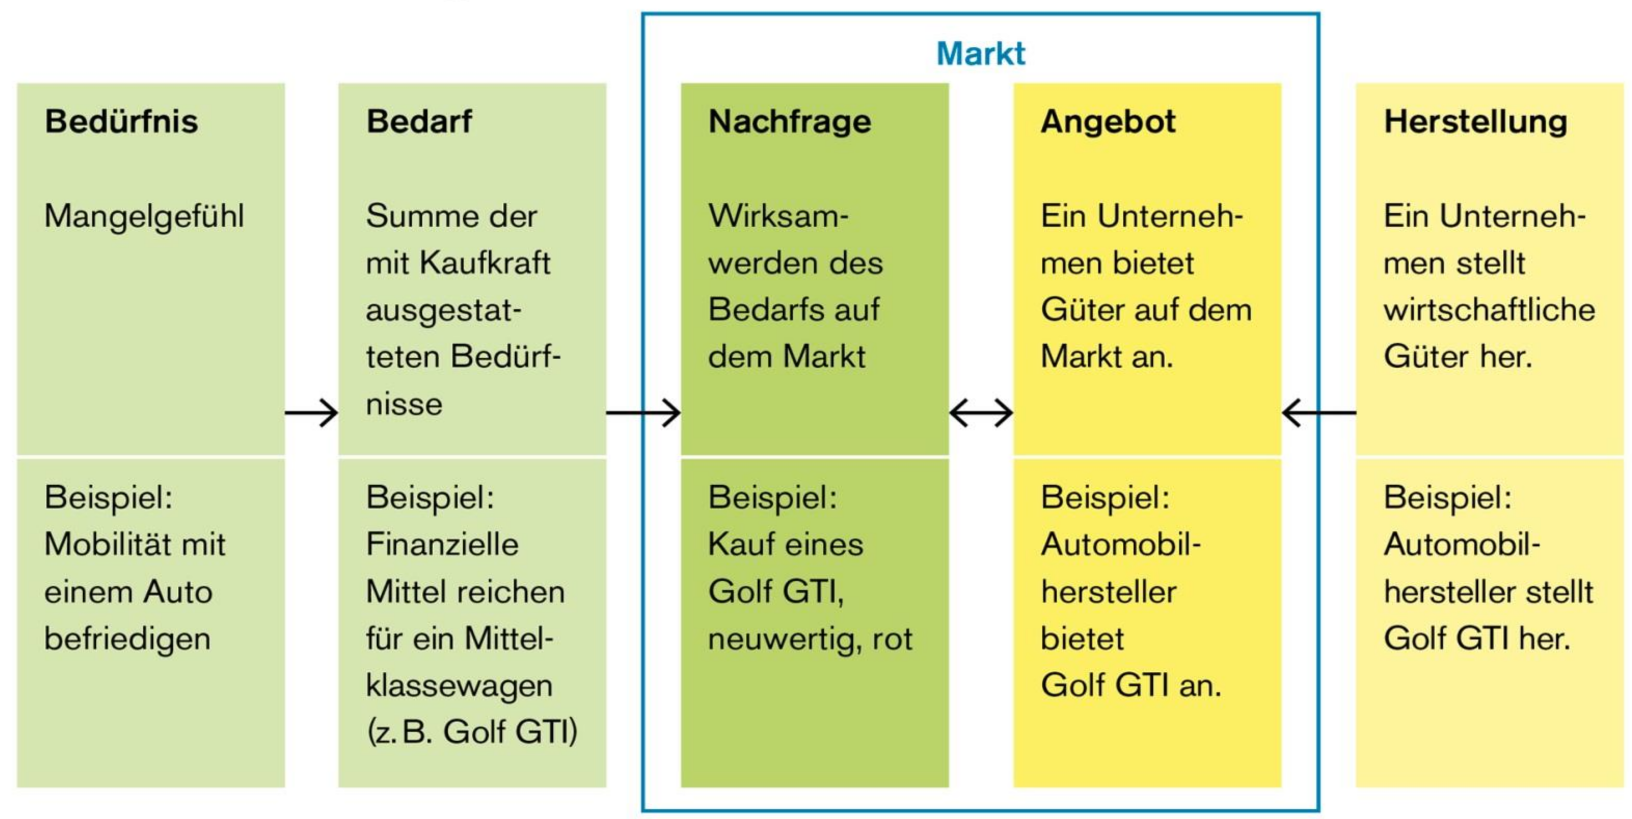 Markt
Bedürfnis
Mangelgefühl
Beispiel:
Mobilität mit
einem Auto
befriedigen
Bedarf
Summe der
mit Kaufkraft
ausgestat-
teten Bedürf-
nisse
Beispiel:
Finanzielle
Mittel reichen
für ein Mittel-
klassewagen
(z. B. Golf GTI)
Nachfrage
Wirksam-
werden des
Bedarfs auf
dem Markt
Beispiel:
Kauf eines
Golf GTI,
neuwertig, rot
Angebot
Ein Unterneh-
men bietet
Güter auf dem
Markt an.
Beispiel:
Automobil-
hersteller
bietet
Golf GTI an.
Herstellung
Ein Unterneh-
men stellt
wirtschaftliche
Güter her.
Beispiel:
Automobil-
hersteller stellt
Golf GTI her.